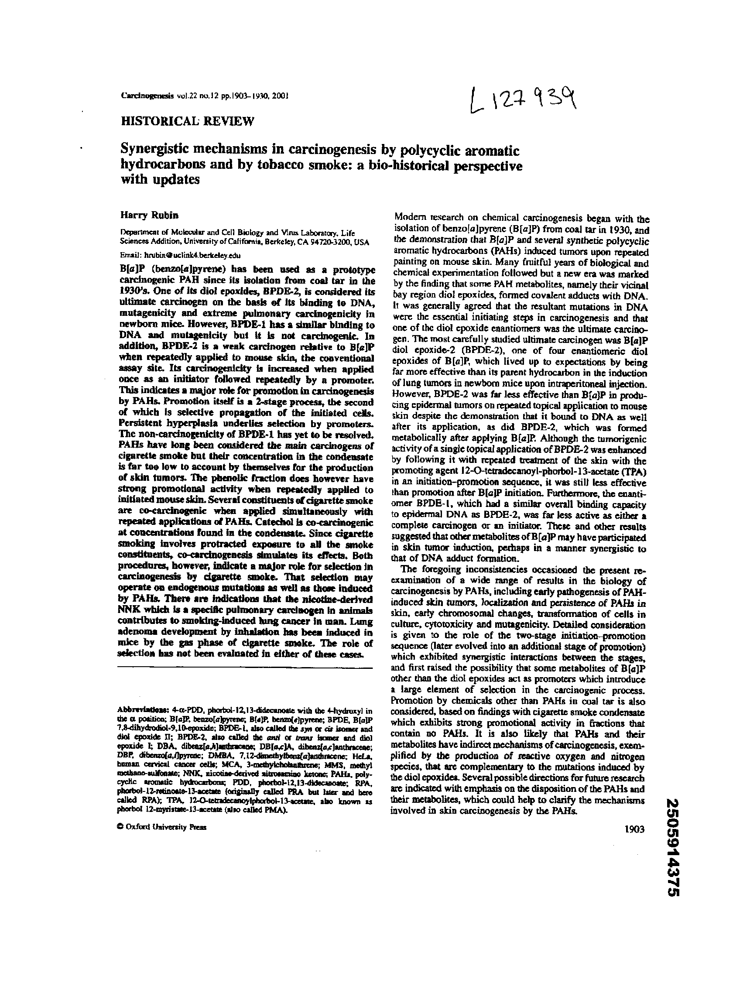 Carcinogenesis vol.22 no.12 pp.1903–1930, 2001
L127939
HISTORICAL REVIEW
Synergistic mechanisms in carcinogenesis by polycyclic aromatic
hydrocarbons and by tobacco smoke: a bio-historical perspective
with updates
Harry Rubin
Department of Molecular and Cell Biology and Virus Laboratory, Life
Sciences Addition, University of California, Berkeley, CA 94720-3200, USA
Email: hrubin@uclink4.berkeley.edu
B[a]P (benzo[a]pyrene) has been used as a prototype
carcinogenic PAH since its isolation from coal tar in the
1930's. One of its diol epoxides, BPDE-2, is considered its
ultimate carcinogen on the basis of its binding to DNA,
mutagenicity and extreme pulmonary carcinogenicity in
newborn mice. However, BPDE-1 has a similar binding to
DNA and mutagenicity but it is not carcinogenic. In
addition, BPDE-2 is a weak carcinogen relative to B[a]P
when repeatedly applied to mouse skin, the conventional
assay site. Its carcinogenicity is increased when applied
once as an initiator followed repeatedly by a promoter.
This indicates a major role for promotion in carcinogenesis
by PAHs. Promotion itself is a 2-stage process, the second
of which is selective propagation of the initiated cells.
Persistent hyperplasia underlies selection by promoters.
The non-carcinogenicity of BPDE-1 has yet to be resolved.
PAHs have long been considered the main carcinogens of
cigarette smoke but their concentration in the condensate
is far too low to account by themselves for the production
of skin tumors. The phenolic fraction does however have
strong promotional activity when repeatedly applied to
initiated mouse skin. Several constituents of cigarette smoke
are co-carcinogenic when applied simultaneously with
repeated applications of PAHs. Catechol is co-carcinogenic
at concentrations found in the condensate. Since cigarette
smoking involves protracted exposure to all the smoke
constituents, co-carcinogenesis simulates its effects. Both
procedures, however, indicate a major role for selection in
carcinogenesis by cigarette smoke. That selection may
operate on endogenous mutations as well as those induced
by PAHs. There are indications that the nicotine-derived
NNK which is a specific pulmonary carcinogen in animals
contributes to smoking-induced lung cancer in man. Lung
adenoma development by inhalation has been induced in
mice by the gas phase of cigarette smoke. The role of
selection has not been evaluated in either of these cases.
Abbreviations: 4-α-PDD, phorbol-12,13-didecanoate with the 4-hydroxyl in
the α position; B[a]P, benzo[a]pyrene; B[e]P, benzo[e]pyrene; BPDE, B[a]P
7,8-dihydrodiol-9,10-epoxide; BPDE-1, also called the syn or cis isomer and
diol epoxide II; BPDE-2, also called the anti or trans isomer and diol
epoxide I; DBA, dibenz[a,h]anthracene; DB[a,c]A, dibenz[a,c]anthracene;
DBP, dibenzo[a,l]pyrene; DMBA, 7,12-dimethylbenz[a]anthracene; HeLa,
human cervical cancer cells; MCA, 3-methylcholanthrene; MMS, methyl
methane-sulfonate; NNK, nicotine-derived nitrosamino ketone; PAHs, poly-
cyclic aromatic hydrocarbons; PDD, phorbol-12,13-didecanoate; RPA,
phorbol-12-retinoate-13-acetate (originally called PRA but later and here
called RPA); TPA, 12-O-tetradecanoylphorbol-13-acetate, also known as
phorbol 12-myristate-13-acetate (also called PMA).
© Oxford University Press
Modern research on chemical carcinogenesis began with the
isolation of benzo[a]pyrene (B[a]P) from coal tar in 1930, and
the demonstration that B[a]P and several synthetic polycyclic
aromatic hydrocarbons (PAHs) induced tumors upon repeated
painting on mouse skin. Many fruitful years of biological and
chemical experimentation followed but a new era was marked
by the finding that some PAH metabolites, namely their vicinal
bay region diol epoxides, formed covalent adducts with DNA.
It was generally agreed that the resultant mutations in DNA
were the essential initiating steps in carcinogenesis and that
one of the diol epoxide enantiomers was the ultimate carcino-
gen. The most carefully studied ultimate carcinogen was B[a]P
diol epoxide-2 (BPDE-2), one of four enantiomeric diol
epoxides of B[a]P, which lived up to expectations by being
far more effective than its parent hydrocarbon in the induction
of lung tumors in newborn mice upon intraperitoneal injection.
However, BPDE-2 was far less effective than B[a]P in produ-
cing epidermal tumors on repeated topical application to mouse
skin despite the demonstration that it bound to DNA as well
after its application, as did BPDE-2, which was formed
metabolically after applying B[a]P. Although the tumorigenic
activity of a single topical application of BPDE-2 was enhanced
by following it with repeated treatment of the skin with the
promoting agent 12-O-tetradecanoyl-phorbol-13-acetate (TPA)
in an initiation–promotion sequence, it was still less effective
than promotion after B[a]P initiation. Furthermore, the enanti-
omer BPDE-1, which had a similar overall binding capacity
to epidermal DNA as BPDE-2, was far less active as either a
complete carcinogen or an initiator. These and other results
suggested that other metabolites of B[a]P may have participated
in skin tumor induction, perhaps in a manner synergistic to
that of DNA adduct formation.
The foregoing inconsistencies occasioned the present re-
examination of a wide range of results in the biology of
carcinogenesis by PAHs, including early pathogenesis of PAH-
induced skin tumors, localization and persistence of PAHs in
skin, early chromosomal changes, transformation of cells in
culture, cytotoxicity and mutagenicity. Detailed consideration
is given to the role of the two-stage initiation–promotion
sequence (later evolved into an additional stage of promotion)
which exhibited synergistic interactions between the stages,
and first raised the possibility that some metabolites of B[a]P
other than the diol epoxides act as promoters which introduce
a large element of selection in the carcinogenic process.
Promotion by chemicals other than PAHs in coal tar is also
considered, based on findings with cigarette smoke condensate
which exhibits strong promotional activity in fractions that
contain no PAHs. It is also likely that PAHs and their
metabolites have indirect mechanisms of carcinogenesis, exem-
plified by the production of reactive oxygen and nitrogen
species, that are complementary to the mutations induced by
the diol epoxides. Several possible directions for future research
are indicated with emphasis on the disposition of the PAHs and
their metabolites, which could help to clarify the mechanisms
involved in skin carcinogenesis by the PAHs.
1903
2505914375